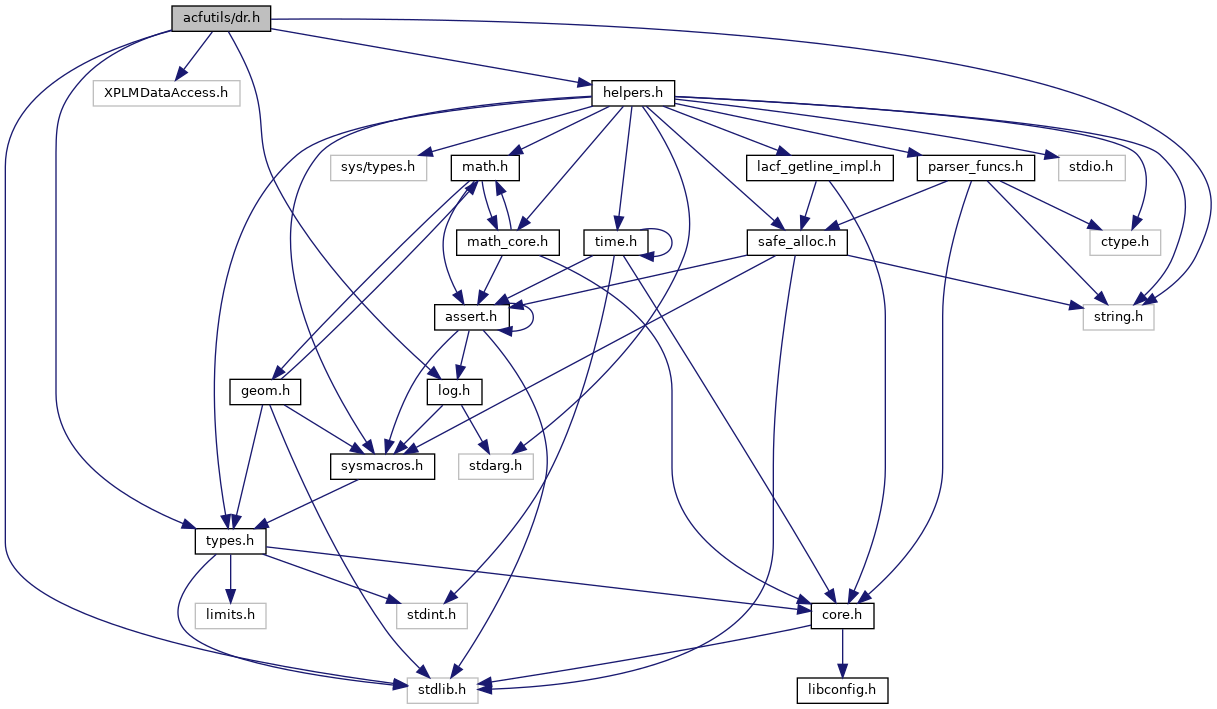 acfutils/dr.h
XPLMDataAccess.h
helpers.h
sys/types.h
math.h
lacf_getline_impl.h
parser_funcs.h
stdio.h
math_core.h
time.h
safe_alloc.h
ctype.h
assert.h
string.h
geom.h
log.h
sysmacros.h
stdarg.h
types.h
limits.h
stdint.h
core.h
stdlib.h
libconfig.h